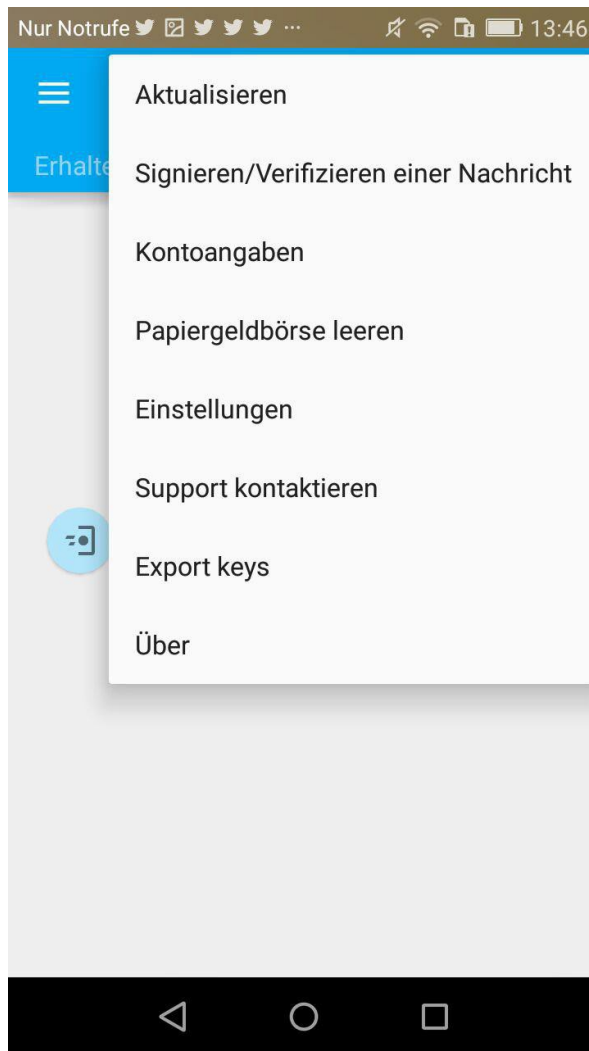 Nur Notrufe ... 13:46
Aktualisieren
Erhalte
Signieren/Verifizieren einer Nachricht
Kontoangaben
Papiergeldbörse leeren
Einstellungen
Support kontaktieren
Export keys
Über